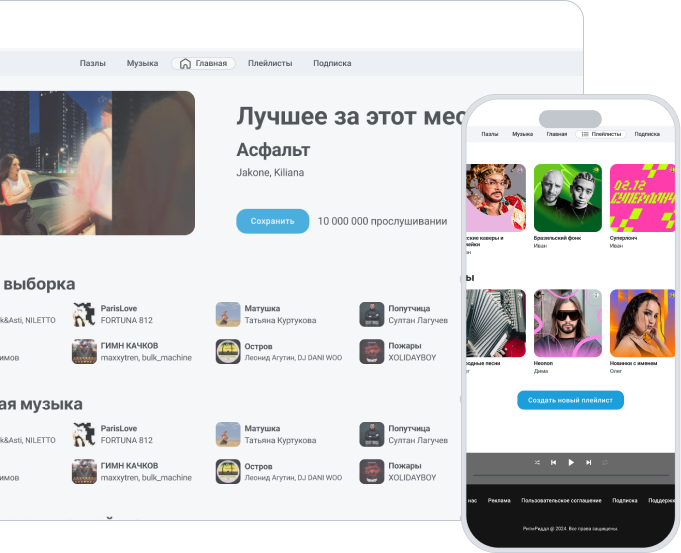 Пазлы Музыка Главная Плейлисты Подписка
Лучшее за этот мес
Асфальт
Jakone, Kiliana
Сохранить 10 000 000 прослушивании
выборка
ParisLove Матушка Попутчица
k&Asti, NILETTO FORTUNA 812 Татьяна Куртукова Султан Лагучев
ГИМН КАЧКОВ Остров Пожары
имов maxxytren, bulk_machine Леонид Агутин, DJ DANI WOO XOLIDAYBOY
ая музыка
ParisLove Матушка Попутчица
k&Asti, NILETTO FORTUNA 812 Татьяна Куртукова Султан Лагучев
ГИМН КАЧКОВ Остров Пожары
имов maxxytren, bulk_machine Леонид Агутин, DJ DANI WOO XOLIDAYBOY
Пазлы Музыка Главная Плейлисты Подписка
02.12
СУПЕРЛОНЧ
ские каверы и Бразильский фонк Суперлонч
мейки Иван Иван
ы
одные песни Неопоп Новинки с именем
Дима Олег
Создать новый плейлист
нас Реклама Пользовательское соглашение Подписка Поддержк
РитмРиддл @ 2024. Все права защищены.